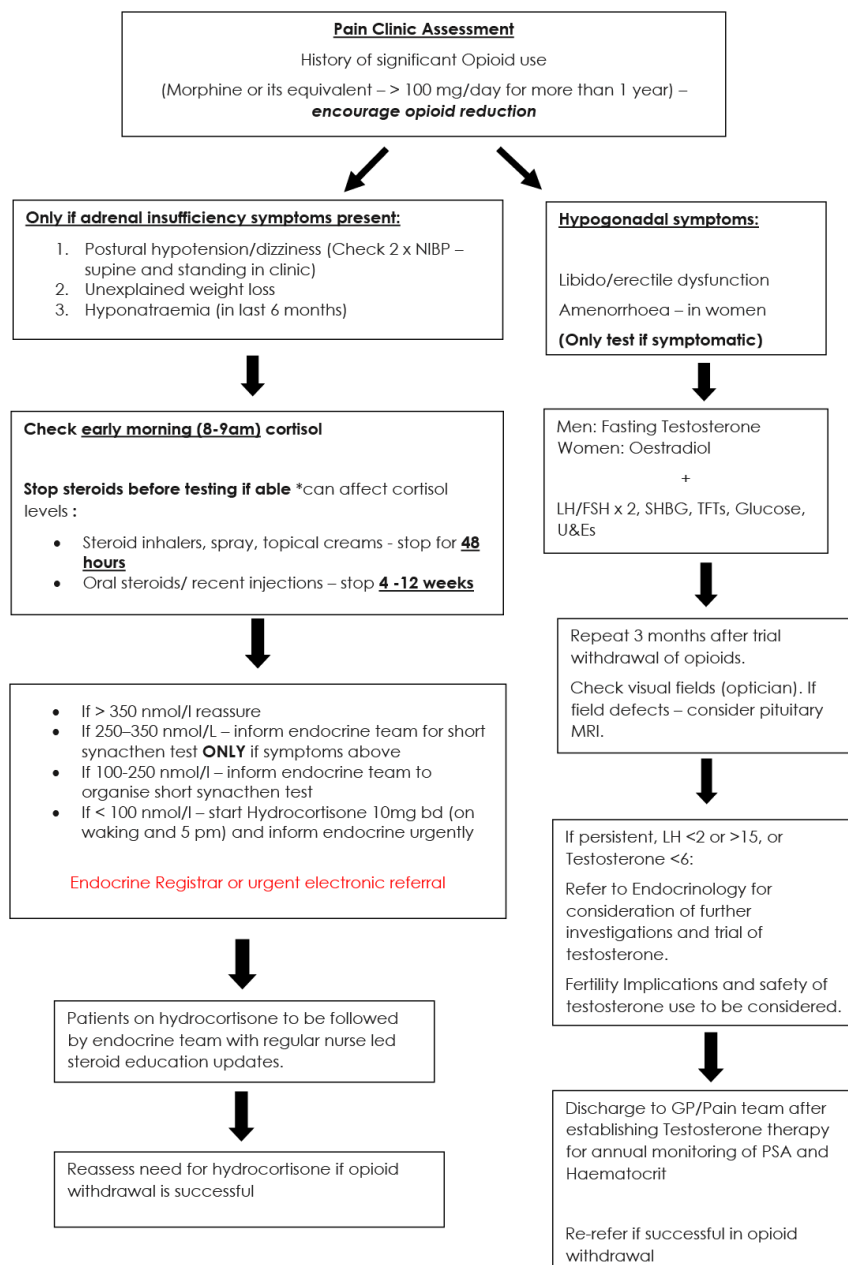 Pain Clinic Assessment
History of significant Opioid use
(Morphine or its equivalent – > 100 mg/day for more than 1 year) –
encourage opioid reduction
Only if adrenal insufficiency symptoms present:
1. Postural hypotension/dizziness (Check 2 x NIBP –
supine and standing in clinic)
2. Unexplained weight loss
3. Hyponatraemia (in last 6 months)
Check early morning (8-9am) cortisol
Stop steroids before testing if able *can affect cortisol
levels :
• Steroid inhalers, spray, topical creams - stop for 48
hours
• Oral steroids/ recent injections – stop 4 -12 weeks
• If > 350 nmol/l reassure
• If 250–350 nmol/L – inform endocrine team for short
synacthen test ONLY if symptoms above
• If 100-250 nmol/l – inform endocrine team to
organise short synacthen test
• If < 100 nmol/l – start Hydrocortisone 10mg bd (on
waking and 5 pm) and inform endocrine urgently
Endocrine Registrar or urgent electronic referral
Patients on hydrocortisone to be followed
by endocrine team with regular nurse led
steroid education updates.
Reassess need for hydrocortisone if opioid
withdrawal is successful
Hypogonadal symptoms:
Libido/erectile dysfunction
Amenorrhoea – in women
(Only test if symptomatic)
Men: Fasting Testosterone
Women: Oestradiol
+
LH/FSH x 2, SHBG, TFTs, Glucose,
U&Es
Repeat 3 months after trial
withdrawal of opioids.
Check visual fields (optician). If
field defects – consider pituitary
MRI.
If persistent, LH <2 or >15, or
Testosterone <6:
Refer to Endocrinology for
consideration of further
investigations and trial of
testosterone.
Fertility Implications and safety of
testosterone use to be considered.
Discharge to GP/Pain team after
establishing Testosterone therapy
for annual monitoring of PSA and
Haematocrit
Re-refer if successful in opioid
withdrawal